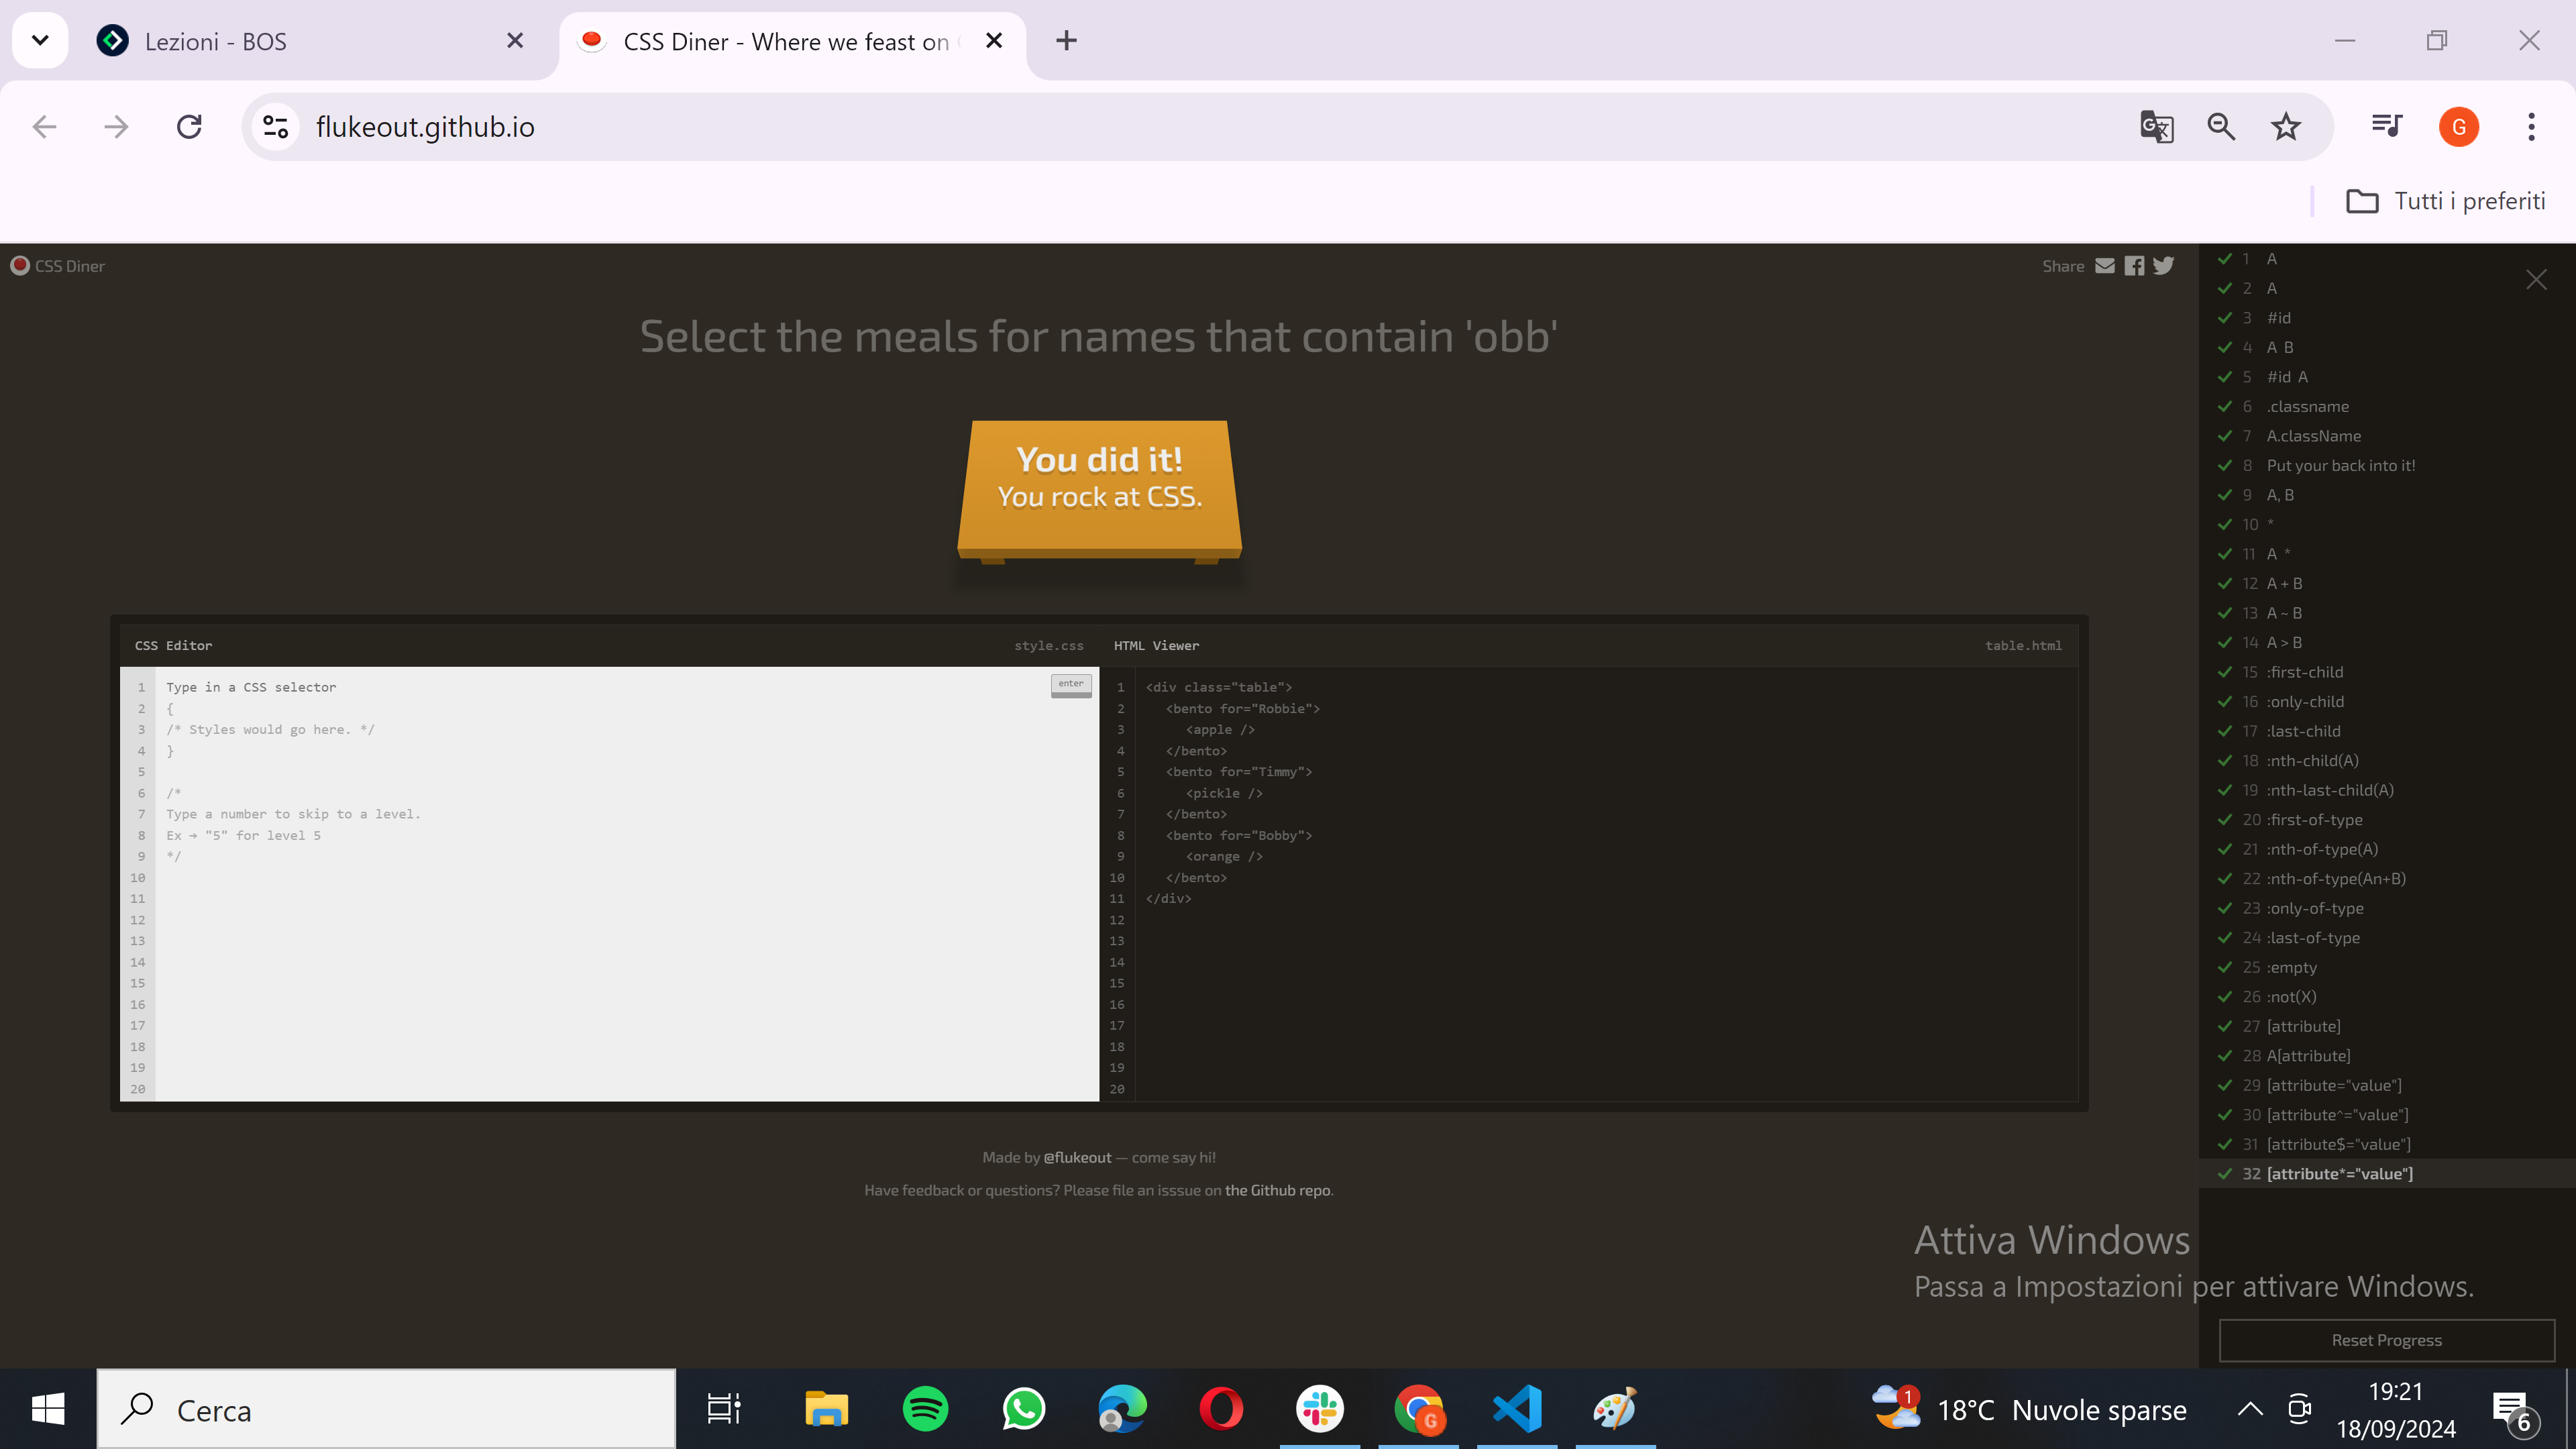 Lezioni - BOS
CSS Diner - Where we feast on
flukeout.github.io
G
Tutti i preferiti
CSS Diner
Share
Select the meals for names that contain 'obb'
You did it!
You rock at CSS.
CSS Editor
style.css
1 Type in a CSS selector
enter
2 {
3 /* Styles would go here. */
4 }
5
6 /*
7 Type a number to skip to a level.
8 Ex → "5" for level 5
9 */
10
11
12
13
14
15
16
17
18
19
20
HTML Viewer
table.html
1 <div class="table">
2 <bento for="Robbie">
3 <apple />
4 </bento>
5 <bento for="Timmy">
6 <pickle />
7 </bento>
8 <bento for="Bobby">
9 <orange />
10 </bento>
11 </div>
12
13
14
15
16
17
18
19
20
Made by @flukeout — come say hi!
Have feedback or questions? Please file an isssue on the Github repo.
1 A
2 A
3 #id
4 A B
5 #id A
6 .classname
7 A.className
8 Put your back into it!
9 A, B
10 *
11 A *
12 A + B
13 A ~ B
14 A > B
15 :first-child
16 :only-child
17 :last-child
18 :nth-child(A)
19 :nth-last-child(A)
20 :first-of-type
21 :nth-of-type(A)
22 :nth-of-type(An+B)
23 :only-of-type
24 :last-of-type
25 :empty
26 :not(X)
27 [attribute]
28 A[attribute]
29 [attribute="value"]
30 [attribute^="value"]
31 [attribute$="value"]
32 [attribute*="value"]
Attiva Windows
Passa a Impostazioni per attivare Windows.
Reset Progress
Cerca
G
1
18°C Nuvole sparse
19:21
18/09/2024
6